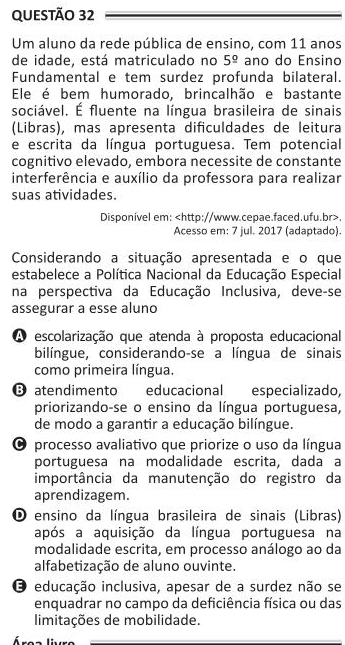 QUESTÃO 32
Um aluno da rede pública de ensino, com 11 anos
de idade, está matriculado no 5º ano do Ensino
Fundamental e tem surdez profunda bilateral.
Ele é bem humorado, brincalhão e bastante
sociável. É fluente na língua brasileira de sinais
(Libras), mas apresenta dificuldades de leitura
e escrita da língua portuguesa. Tem potencial
cognitivo elevado, embora necessite de constante
interferência e auxílio da professora para realizar
suas atividades.
Disponível em: <http://www.cepae.faced.ufu.br>.
Acesso em: 7 jul. 2017 (adaptado).
Considerando a situação apresentada e o que
estabelece a Política Nacional da Educação Especial
na perspectiva da Educação Inclusiva, deve-se
assegurar a esse aluno
A escolarização que atenda à proposta educacional
bilíngue, considerando-se a língua de sinais
como primeira língua.
B atendimento educacional especializado,
priorizando-se o ensino da língua portuguesa,
de modo a garantir a educação bilíngue.
C processo avaliativo que priorize o uso da língua
portuguesa na modalidade escrita, dada a
importância da manutenção do registro da
aprendizagem.
D ensino da língua brasileira de sinais (Libras)
após a aquisição da língua portuguesa na
modalidade escrita, em processo análogo ao da
alfabetização de aluno ouvinte.
E educação inclusiva, apesar de a surdez não se
enquadrar no campo da deficiência física ou das
limitações de mobilidade.
Área livre